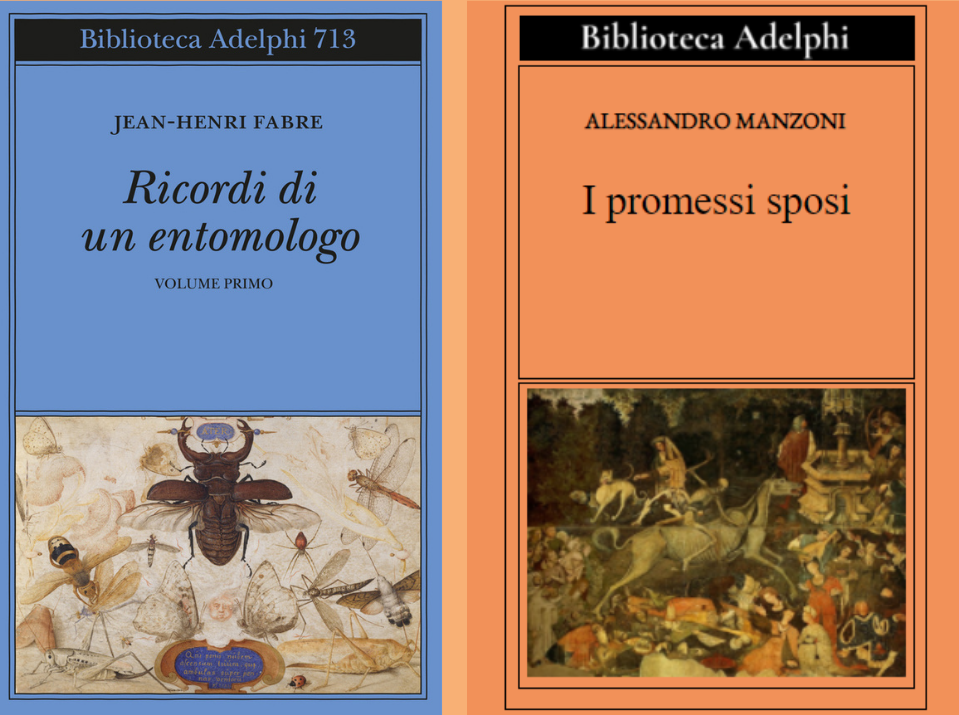 Biblioteca Adelphi 713
JEAN-HENRI FABRE
Ricordi di
un entomologo
VOLUME PRIMO
Biblioteca Adelphi
ALESSANDRO MANZONI
I promessi sposi